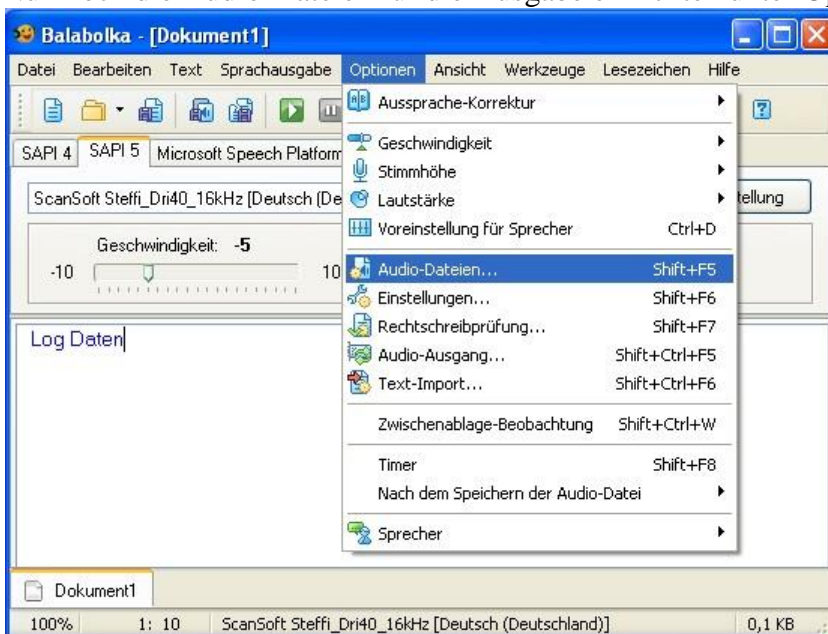 Balabolka - [Dokument1]
Datei Bearbeiten Text Sprachausgabe Optionen Ansicht Werkzeuge Lesezeichen Hilfe
Aussprache-Korrektur
SAPI 4 SAPI 5 Microsoft Speech Platform
Geschwindigkeit
Stimmhöhe
ScanSoft Steffi_Dri40_16kHz [Deutsch (De
Lautstärke
Voreinstellung für Sprecher Ctrl+D
Geschwindigkeit: -5
-10 10
Audio-Dateien... Shift+F5
Einstellungen... Shift+F6
Rechtschreibprüfung... Shift+F7
Log Daten
Audio-Ausgang... Shift+Ctrl+F5
Text-Import... Shift+Ctrl+F6
Zwischenablage-Beobachtung Shift+Ctrl+W
Timer Shift+F8
Nach dem Speichern der Audio-Datei
Sprecher
Dokument1
100% 1: 10 ScanSoft Steffi_Dri40_16kHz [Deutsch (Deutschland)] 0,1 KB